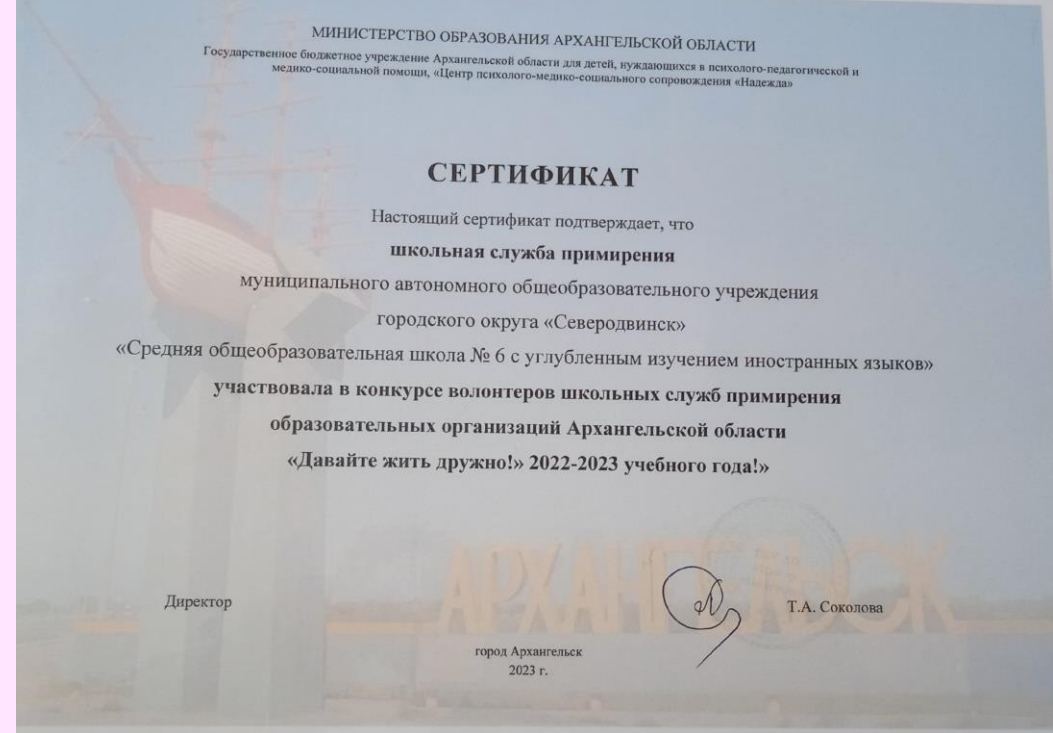 МИНИСТЕРСТВО ОБРАЗОВАНИЯ АРХАНГЕЛЬСКОЙ ОБЛАСТИ
Государственное бюджетное учреждение Архангельской области для детей, нуждающихся в психолого-педагогической и
медико-социальной помощи, «Центр психолого-медико-социального сопровождения «Надежда»
СЕРТИФИКАТ
Настоящий сертификат подтверждает, что
школьная служба примирения
муниципального автономного общеобразовательного учреждения
городского округа «Северодвинск»
«Средняя общеобразовательная школа № 6 с углубленным изучением иностранных языков»
участвовала в конкурсе волонтеров школьных служб примирения
образовательных организаций Архангельской области
«Давайте жить дружно!» 2022-2023 учебного года!»
АРХАНГЕЛЬСК
Директор
Т.А. Соколова
город Архангельск
2023 г.